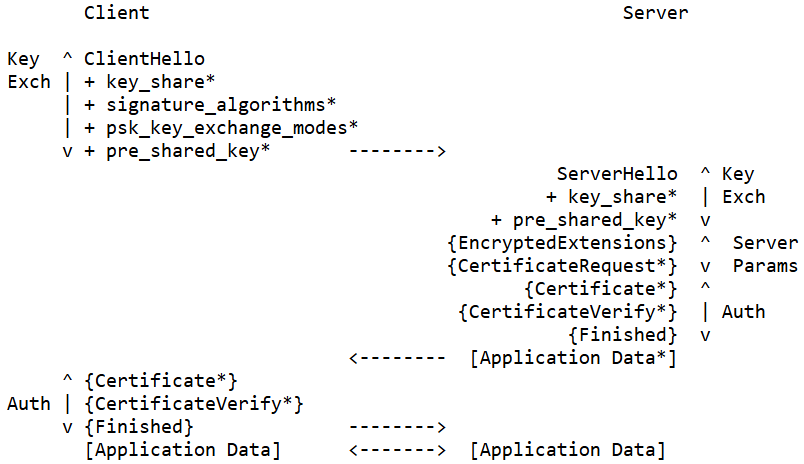 Client                                              Server

Key  ^ ClientHello
Exch | + key_share*
     | + signature_algorithms*
     | + psk_key_exchange_modes*
     v + pre_shared_key*       -------->
                                                  ServerHello  ^ Key
                                                 + key_share*  | Exch
                                            + pre_shared_key*  v
                                        {EncryptedExtensions}  ^  Server
                                        {CertificateRequest*}  v  Params
                                               {Certificate*}  ^
                                         {CertificateVerify*}  | Auth
                                                   {Finished}  v
                               <--------  [Application Data*]
     ^ {Certificate*}
Auth | {CertificateVerify*}
     v {Finished}              -------->
       [Application Data]      <------->  [Application Data]